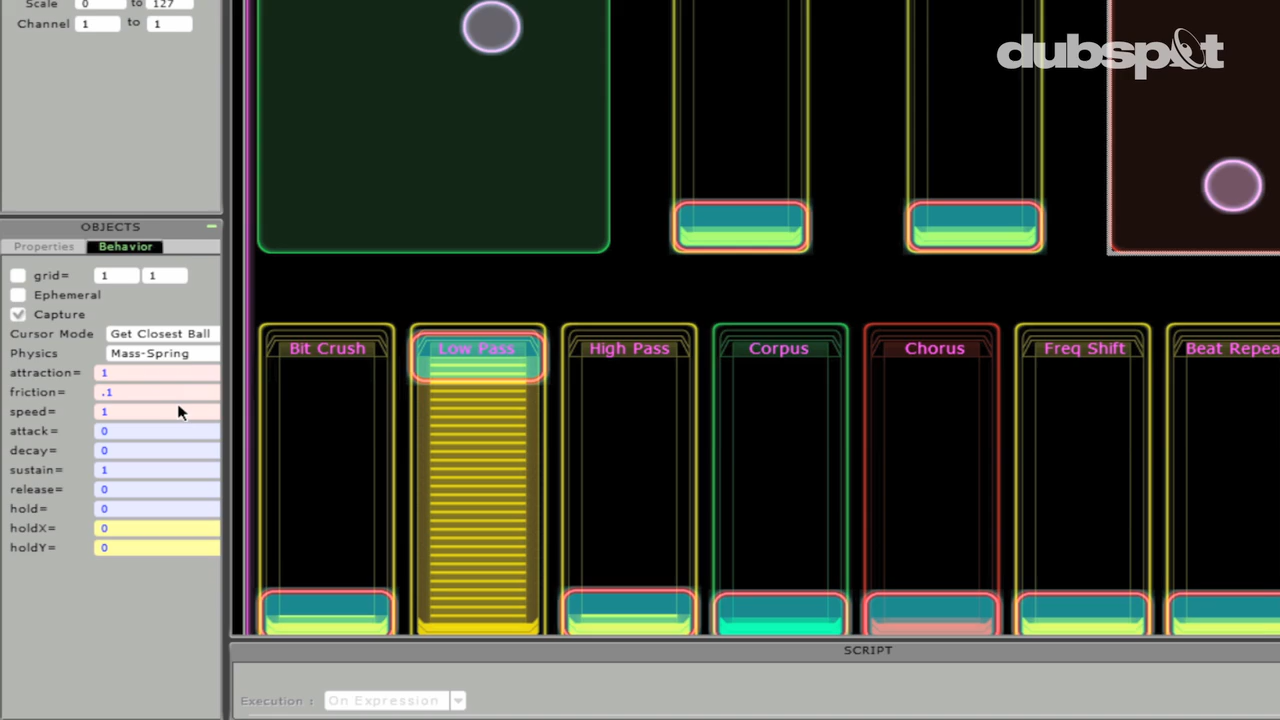 Scale 0 to 127
Channel 1 to 1
dubspot
OBJECTS
Properties Behavior
grid= 1 1
Ephemeral
Capture
Cursor Mode Get Closest Ball
Physics Mass-Spring
attraction= 1
friction= .1
speed= 1
attack= 0
decay= 0
sustain= 1
release= 0
hold= 0
holdX= 0
holdY= 0
Bit Crush Low Pass High Pass Corpus Chorus Freq Shift Beat Repea
SCRIPT
Execution : On Expression